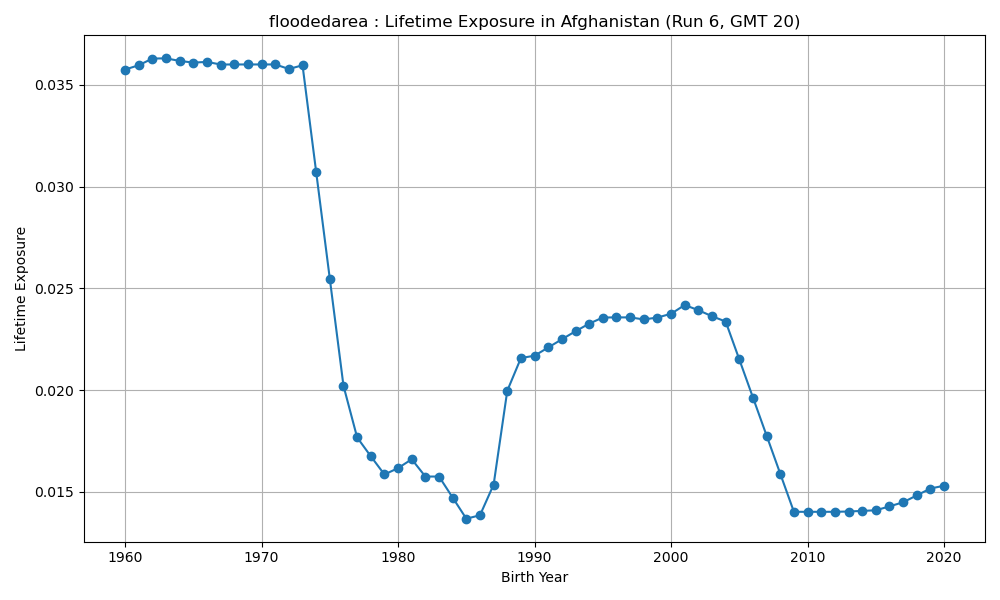 floodedarea : Lifetime Exposure in Afghanistan (Run 6, GMT 20)
0.035
0.030
0.025
0.020
0.015
Lifetime Exposure
1960 1970 1980 1990 2000 2010 2020
Birth Year